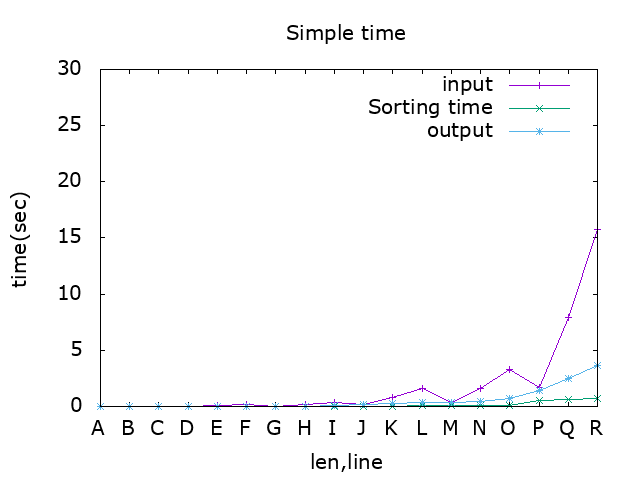 Simple time
30
25
20
15
10
5
0
time(sec)
input
Sorting time
output
A B C D E F G H I J K L M N O P Q R
len,line